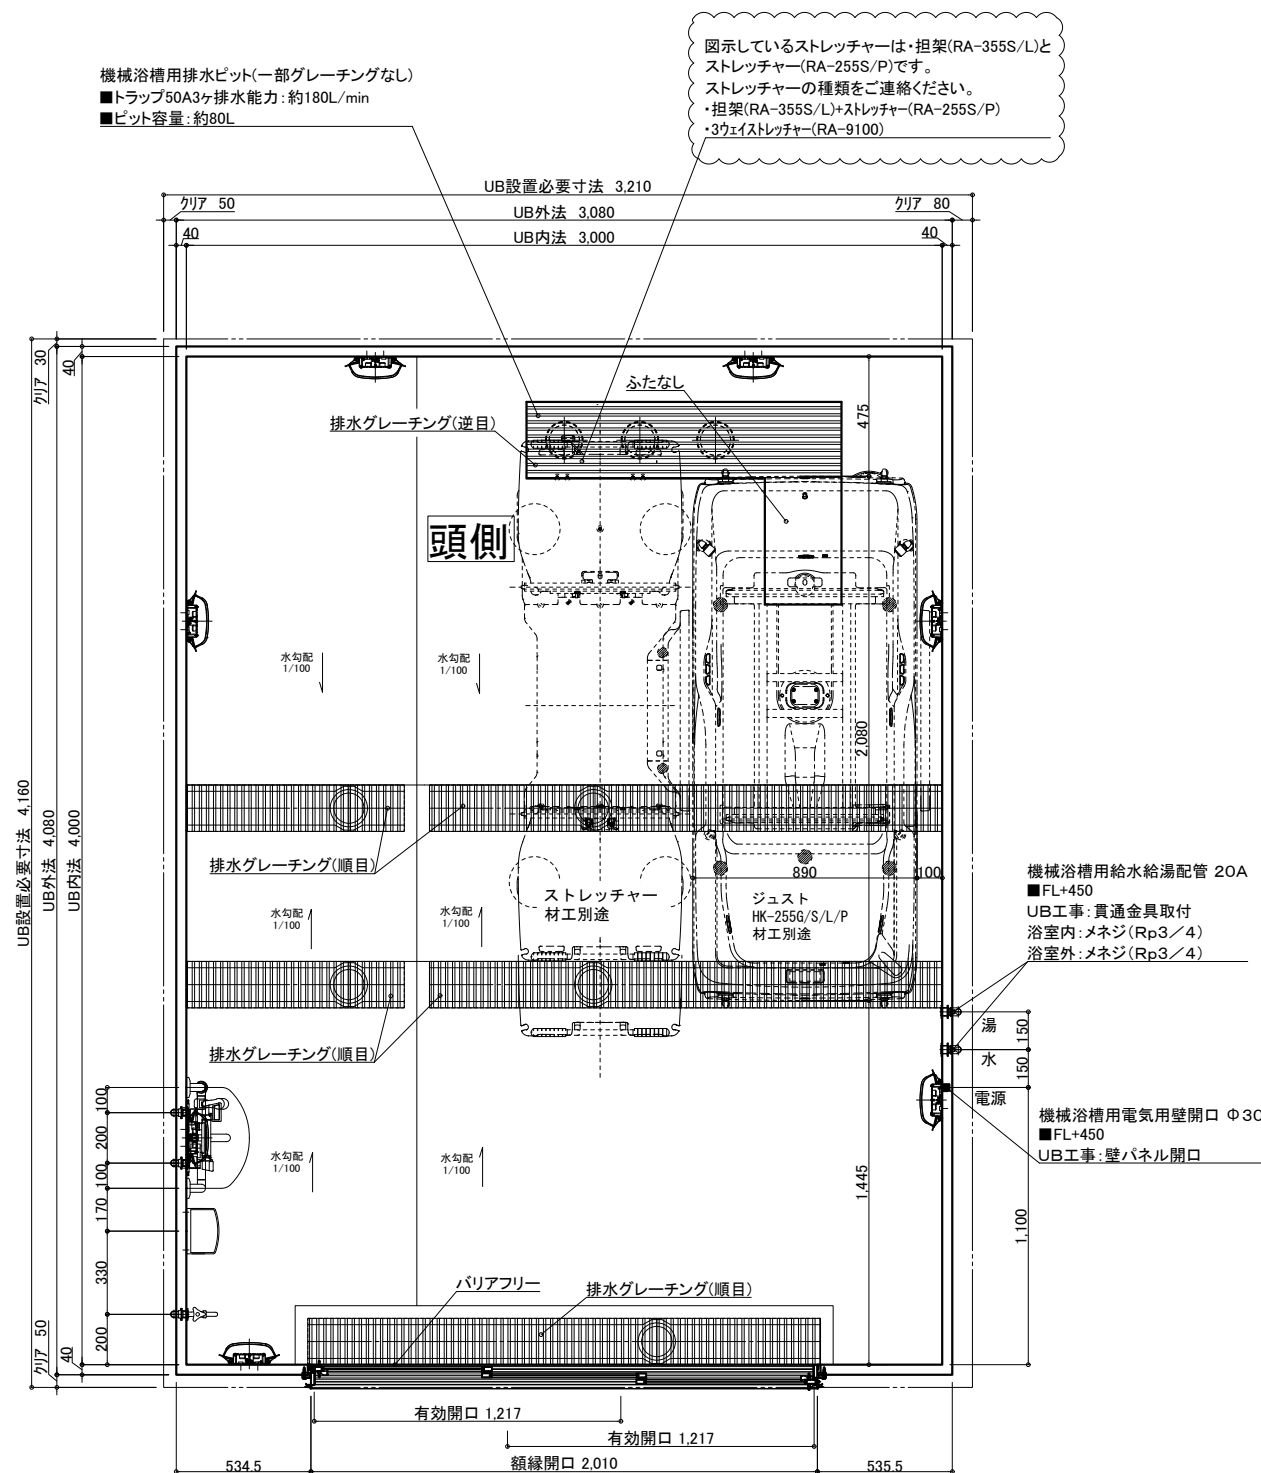 図示しているストレッチャーは・担架(RA-355S/L)と
ストレッチャー(RA-255S/P)です。
ストレッチャーの種類をご連絡ください。
・担架(RA-355S/L)+ストレッチャー(RA-255S/P)
・3ウェイストレッチャー(RA-9100)
機械浴槽用排水ピット(一部グレーチングなし)
■トラップ50A3ヶ排水能力:約180L/min
■ピット容量:約80L
UB設置必要寸法 3,210
クリア 50
UB外法 3,080
クリア 80
40
UB内法 3,000
40
クリア 30
40
ふたなし
475
排水グレーチング(逆目)
頭側
水勾配
1/100
水勾配
1/100
2,080
UB設置必要寸法 4,160
UB外法 4,080
UB内法 4,000
排水グレーチング(順目)
890
100
ストレッチャー
材工別途
ジュスト
HK-255G/S/L/P
材工別途
機械浴槽用給水給湯配管 20A
■FL+450
UB工事:貫通金具取付
浴室内:メネジ(Rp3/4)
浴室外:メネジ(Rp3/4)
水勾配
1/100
水勾配
1/100
湯
150
排水グレーチング(順目)
水
150
電源
機械浴槽用電気用壁開口 Φ30
■FL+450
UB工事:壁パネル開口
100
200
100
170
330
200
水勾配
1/100
水勾配
1/100
1,445
1,100
バリアフリー
排水グレーチング(順目)
クリア 50
40
有効開口 1,217
有効開口 1,217
534.5
額縁開口 2,010
535.5